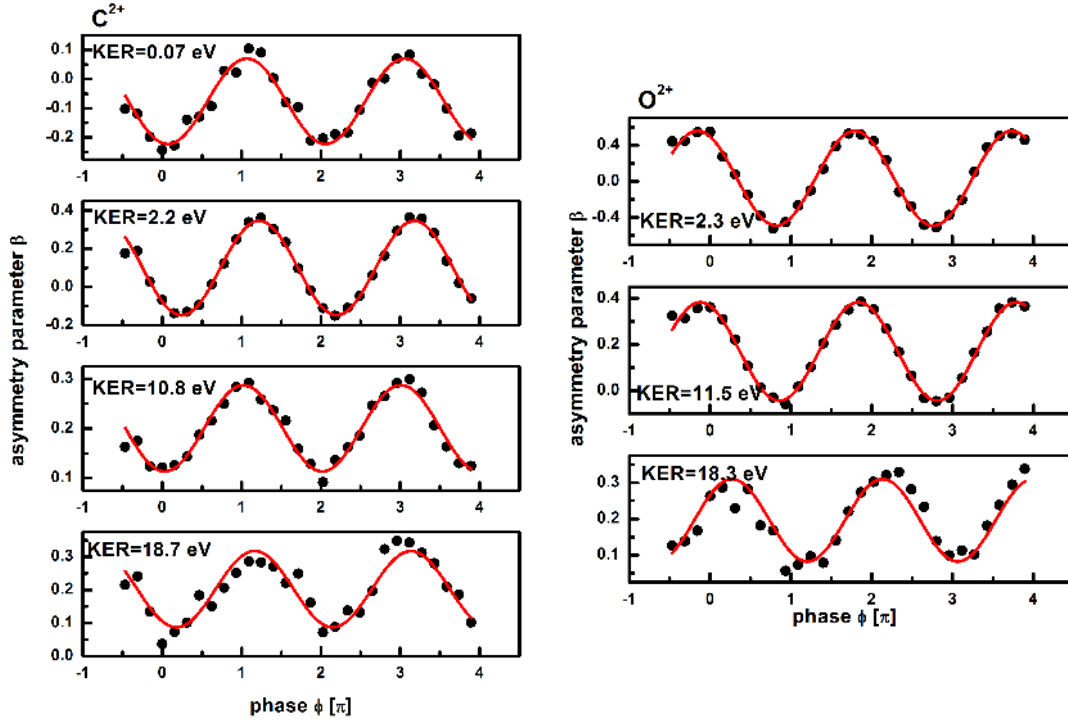 C²⁺
KER=0.07 eV
0.1
0.0
-0.1
-0.2
-1 0 1 2 3 4
KER=2.2 eV
0.4
0.2
0.0
-0.2
-1 0 1 2 3 4
KER=10.8 eV
0.3
0.2
0.1
-1 0 1 2 3 4
KER=18.7 eV
0.3
0.2
0.1
0.0
-1 0 1 2 3 4
asymmetry parameter β
phase ϕ [π]
O²⁺
0.4
0.0
-0.4
KER=2.3 eV
-1 0 1 2 3 4
0.4
0.2
0.0
KER=11.5 eV
-1 0 1 2 3 4
KER=18.3 eV
0.3
0.2
0.1
-1 0 1 2 3 4
asymmetry parameter β
phase ϕ [π]